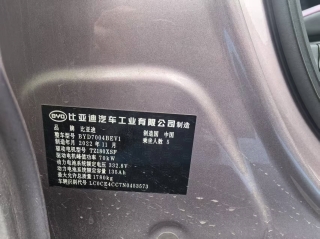 BYD 比亚迪汽车工业有限公司制造
品牌 比亚迪 制造国 中国
整车型号 BYD7004BEV1 乘坐人数 5
制造年月 2022 年 11 月
驱动电机型号 TZ180XSF
驱动电机峰值功率 70kW
动力电池系统额定电压 332.8V
动力电池系统额定容量 135Ah
最大允许总质量 1780kg
车辆识别代号 LC0CE4CC7N0403573